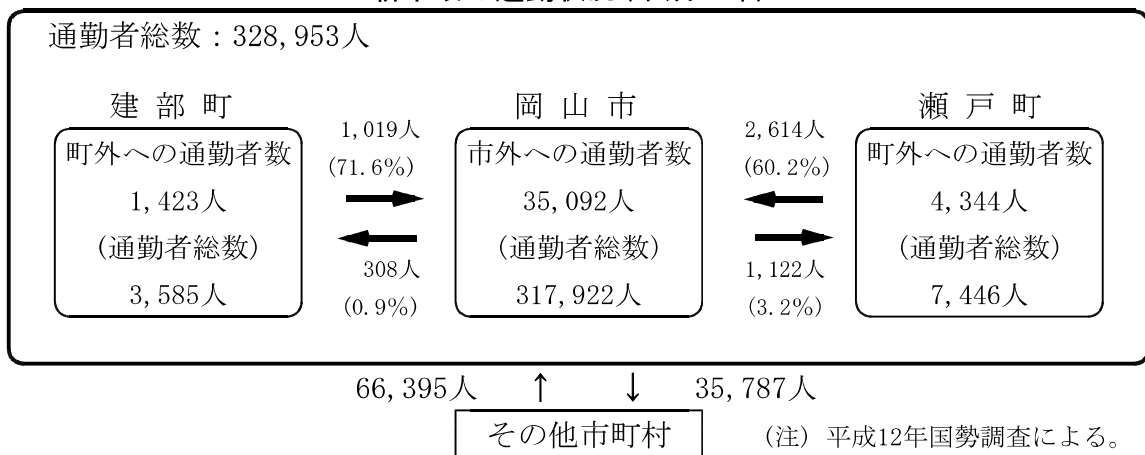 通勤者総数：328,953人
建部町
岡山市
瀬戸町
1,019人
(71.6%)
2,614人
(60.2%)
町外への通勤者数
1,423人
(通勤者総数)
3,585人
市外への通勤者数
35,092人
(通勤者総数)
317,922人
町外への通勤者数
4,344人
(通勤者総数)
7,446人
308人
(0.9%)
1,122人
(3.2%)
66,395人 ↑ ↓ 35,787人
その他市町村
(注) 平成12年国勢調査による。